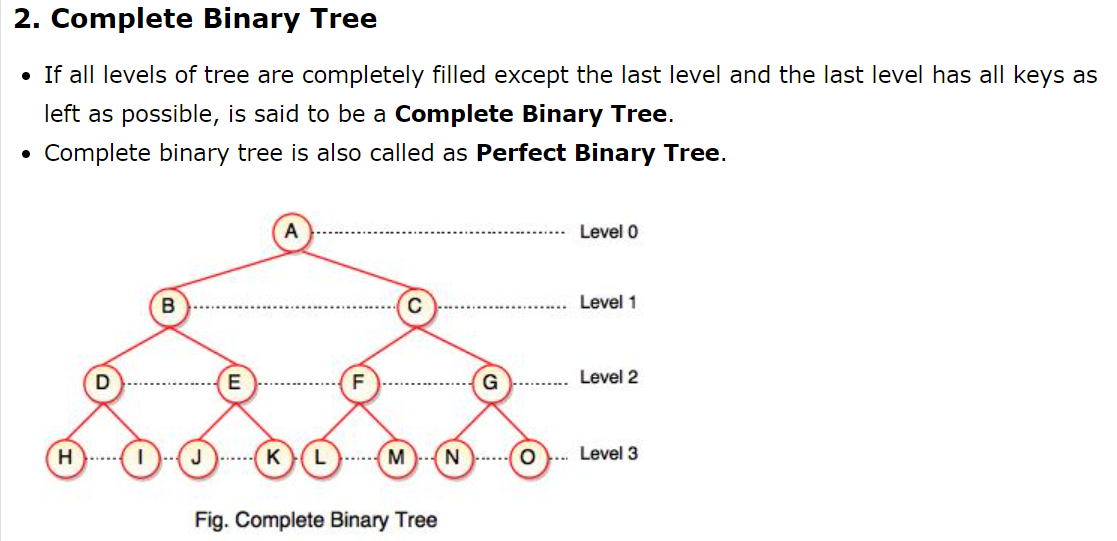 2. Complete Binary Tree
• If all levels of tree are completely filled except the last level and the last level has all keys as
left as possible, is said to be a Complete Binary Tree.
• Complete binary tree is also called as Perfect Binary Tree.
A Level 0
B C Level 1
D E F G Level 2
H I J K L M N O Level 3
Fig. Complete Binary Tree